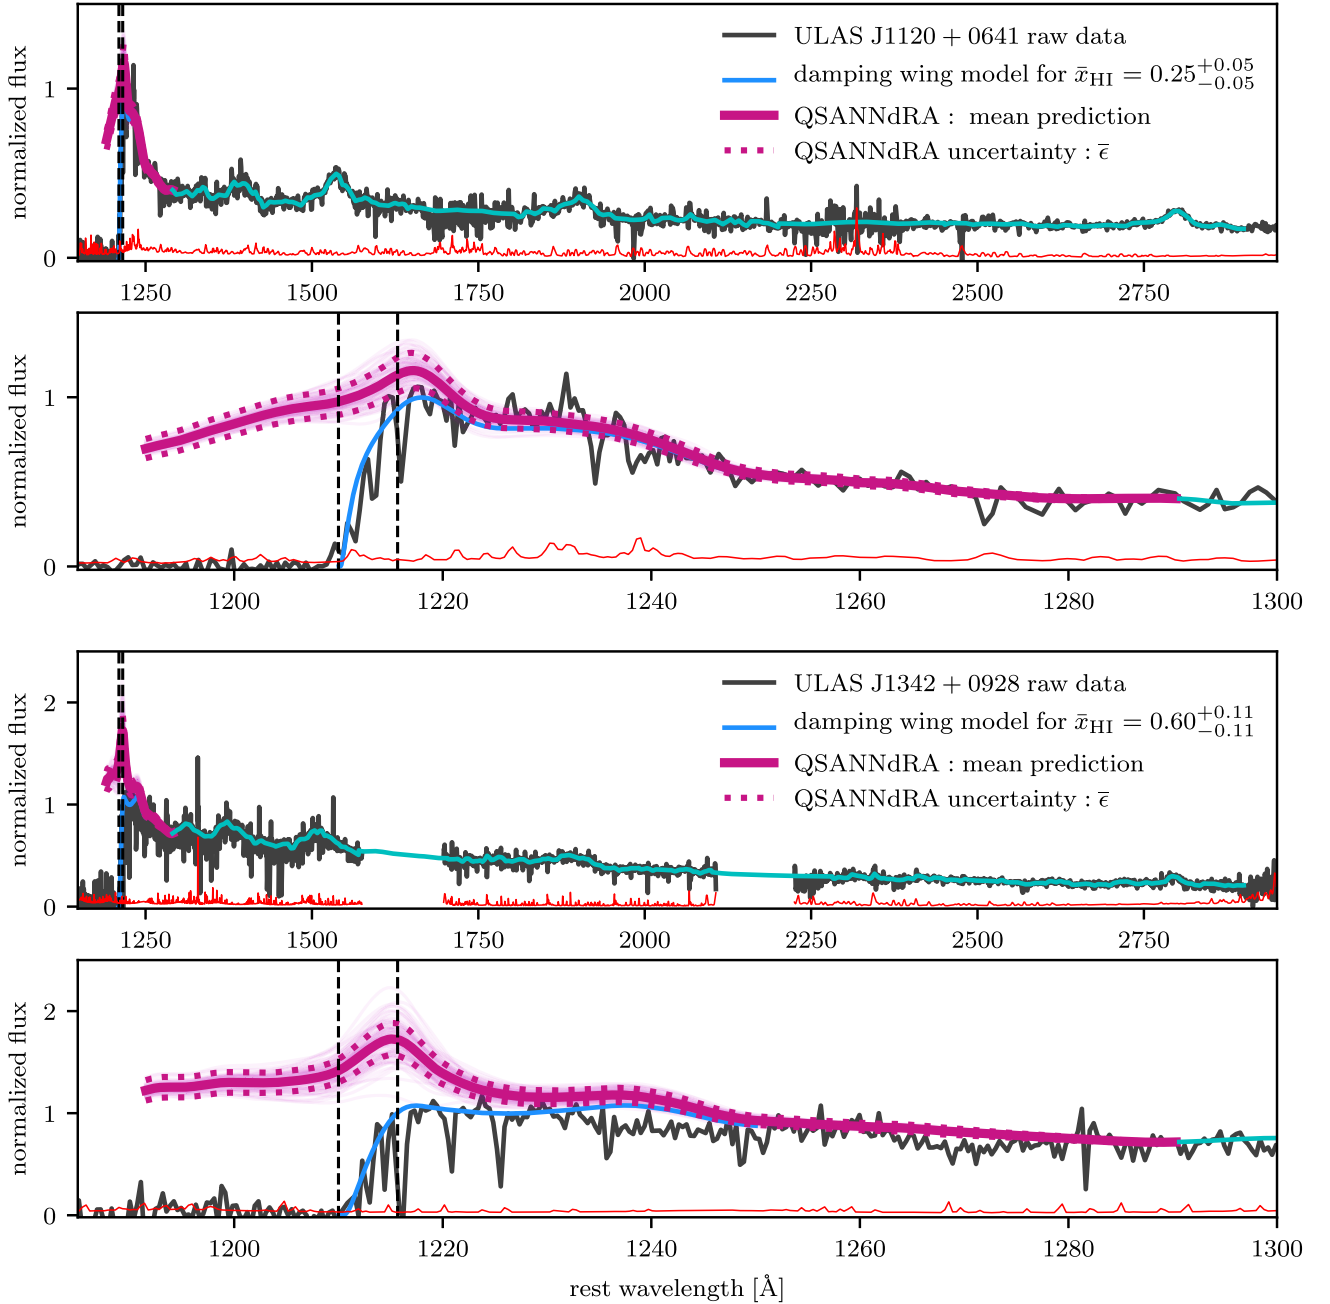 normalized flux
1
0
ULAS J1120 + 0641 raw data
damping wing model for x̄_HI = 0.25^{+0.05}_{−0.05}
QSANNdRA : mean prediction
QSANNdRA uncertainty : ϵ̄
1250 1500 1750 2000 2250 2500 2750
normalized flux
1
0
1200 1220 1240 1260 1280 1300
normalized flux
2
1
0
ULAS J1342 + 0928 raw data
damping wing model for x̄_HI = 0.60^{+0.11}_{−0.11}
QSANNdRA : mean prediction
QSANNdRA uncertainty : ϵ̄
1250 1500 1750 2000 2250 2500 2750
normalized flux
2
1
0
1200 1220 1240 1260 1280 1300
rest wavelength [Å]